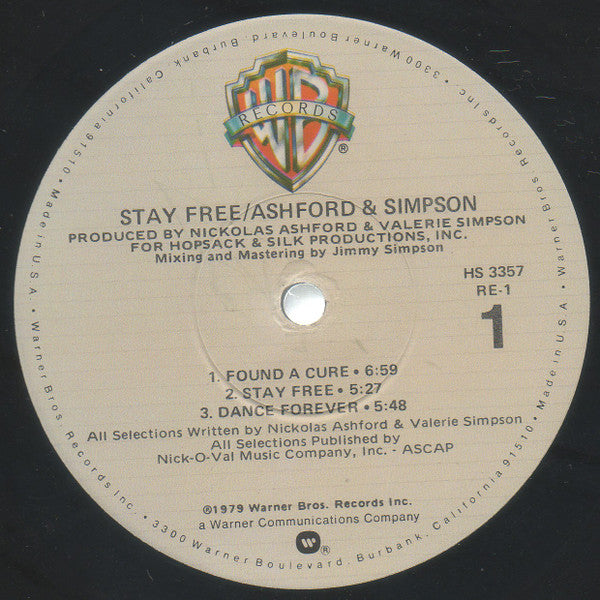 WB
RECORDS
®
STAY FREE/ASHFORD & SIMPSON
PRODUCED BY NICKOLAS ASHFORD & VALERIE SIMPSON
FOR HOPSACK & SILK PRODUCTIONS, INC.
Mixing and Mastering by Jimmy Simpson
HS 3357
RE-1
1
1. FOUND A CURE • 6:59
2. STAY FREE • 5:27
3. DANCE FOREVER • 5:48
All Selections Written by Nickolas Ashford & Valerie Simpson
All Selections Published by
Nick-O-Val Music Company, Inc. - ASCAP
℗1979 Warner Bros. Records Inc.
a Warner Communications Company
®
Made in U.S.A. • Warner Bros Records Inc. • 3300 Warner Boulevard, Burbank, California 91510 • Made in U.S.A. • Warner Bros Records Inc. • 3300 Warner Boulevard, Burbank, California 91510 •